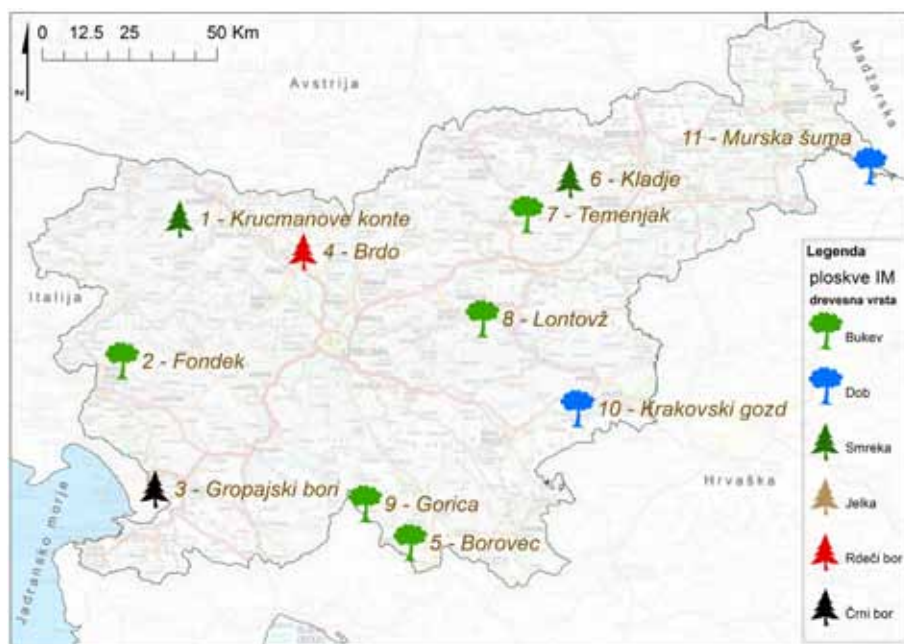 0 12.5 25 50 Km
z
Avstrija
Madžarska
11 - Murska šuma
6 - Kladje
7 - Temenjak
1 - Krucmanove konte
4 - Brdo
Italija
8 - Lontovž
2 - Fondek
10 - Krakovski gozd
Hrvaška
3 - Gropajski bori
9 - Gorica
5 - Borovec
Jadransko morje
Legenda
ploskve IM
drevesna vrsta
Bukev
Dob
Smreka
Jelka
Rdeči bor
Črni bor